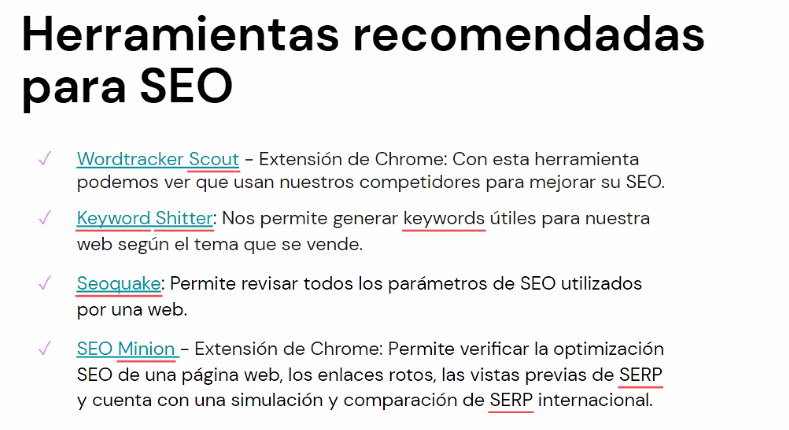 Herramientas recomendadas
para SEO
✓ Wordtracker Scout - Extensión de Chrome: Con esta herramienta
podemos ver que usan nuestros competidores para mejorar su SEO.
✓ Keyword Shitter: Nos permite generar keywords útiles para nuestra
web según el tema que se vende.
✓ Seoquake: Permite revisar todos los parámetros de SEO utilizados
por una web.
✓ SEO Minion - Extensión de Chrome: Permite verificar la optimización
SEO de una página web, los enlaces rotos, las vistas previas de SERP
y cuenta con una simulación y comparación de SERP internacional.